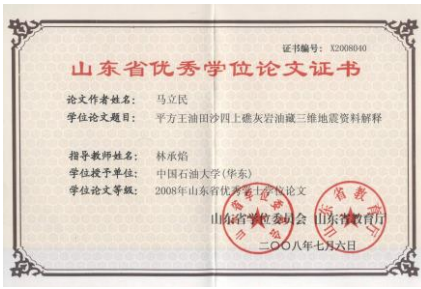 证书编号: X2008040
山东省优秀学位论文证书
论文作者姓名: 马立民
学位论文题目: 平方王油田沙四上礁灰岩油藏三维地震资料解释
指导教师姓名: 林承焰
学位授予单位: 中国石油大学(华东)
学位论文等级: 2008年山东省优秀学士学位论文
山东省学位委员会 山东省教育厅
二〇〇八年七月六日